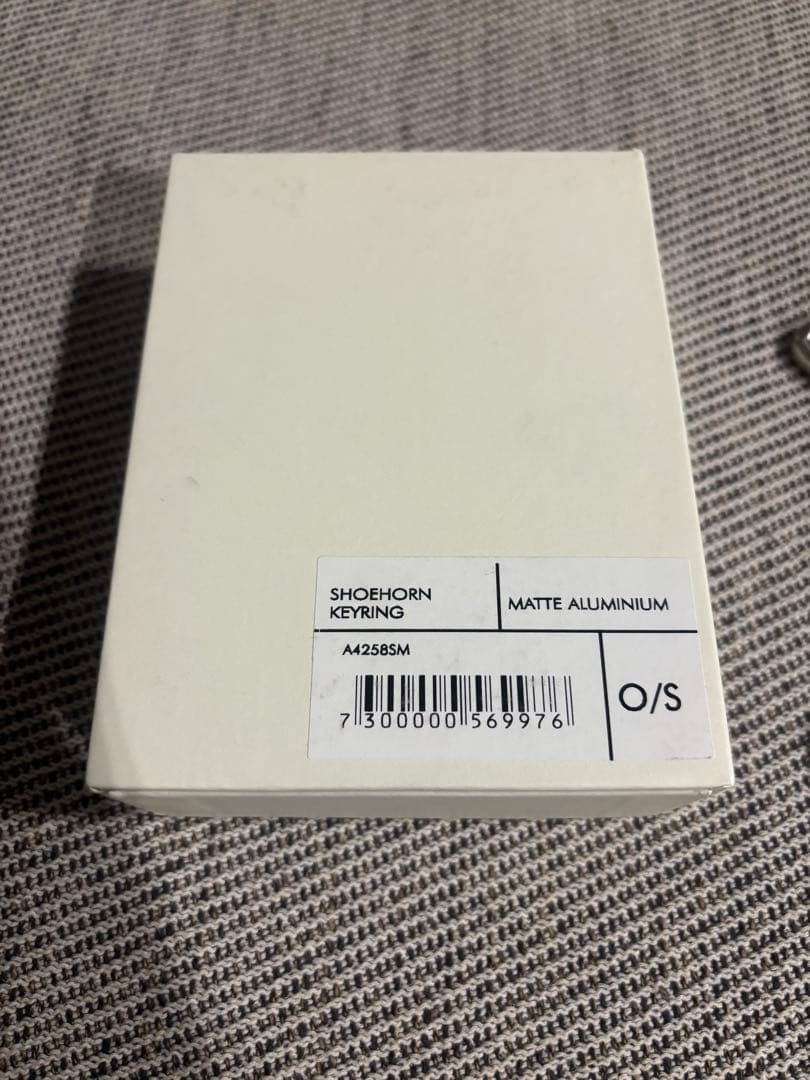 SHOEHORN
KEYRING
MATTE ALUMINIUM
A4258SM
7 300000 569976
O/S